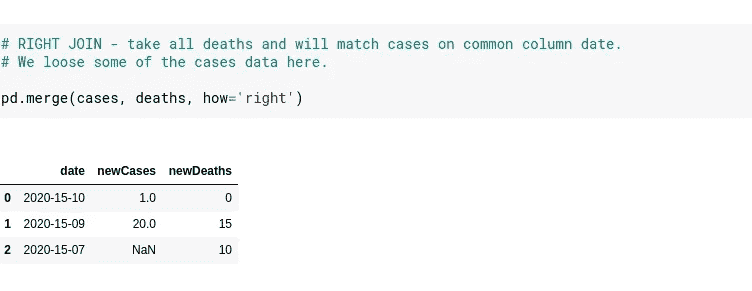 # RIGHT JOIN - take all deaths and will match cases on common column date.
# We loose some of the cases data here.
pd.merge(cases, deaths, how='right')
date newCases newDeaths
0 2020-15-10 1.0 0
1 2020-15-09 20.0 15
2 2020-15-07 NaN 10